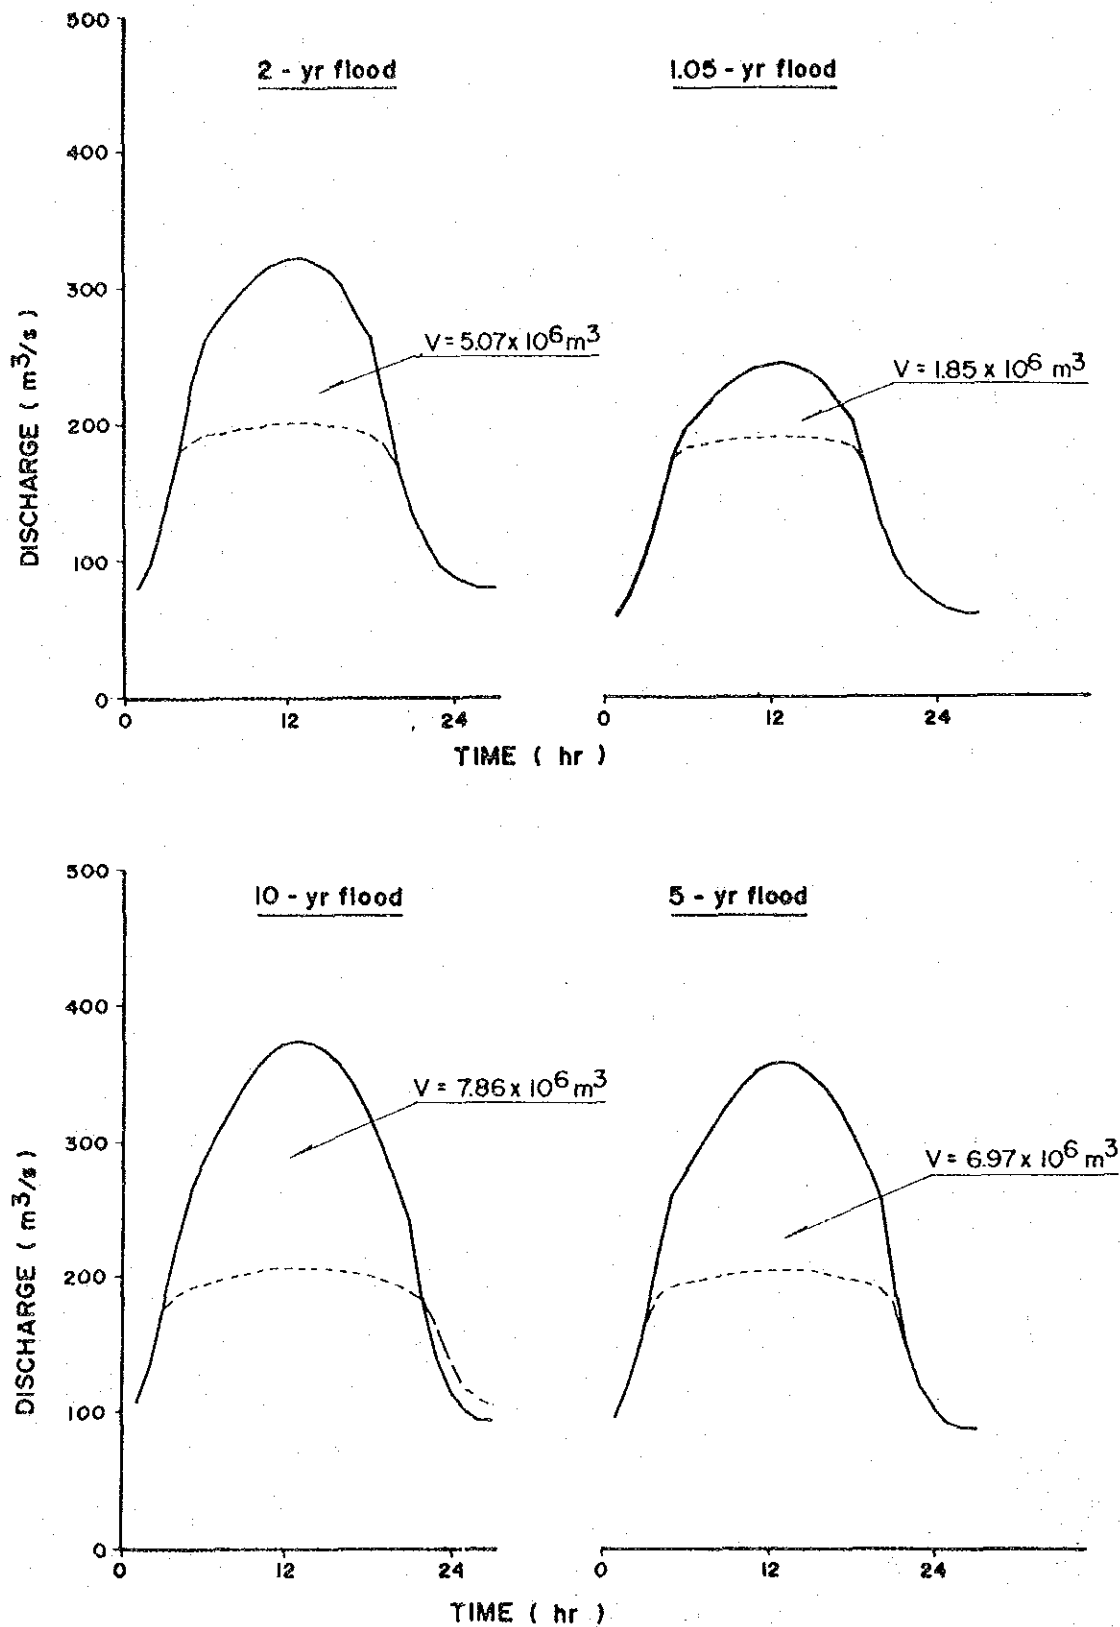 500
400
300
200
100
0
DISCHARGE ( m³/s )
2 - yr flood
V = 5.07 x 10⁶ m³
0 12 24
1.05 - yr flood
V = 1.85 x 10⁶ m³
0 12 24
TIME ( hr )
500
400
300
200
100
0
DISCHARGE ( m³/s )
10 - yr flood
V = 7.86 x 10⁶ m³
0 12 24
5 - yr flood
V = 6.97 x 10⁶ m³
0 12 24
TIME ( hr )